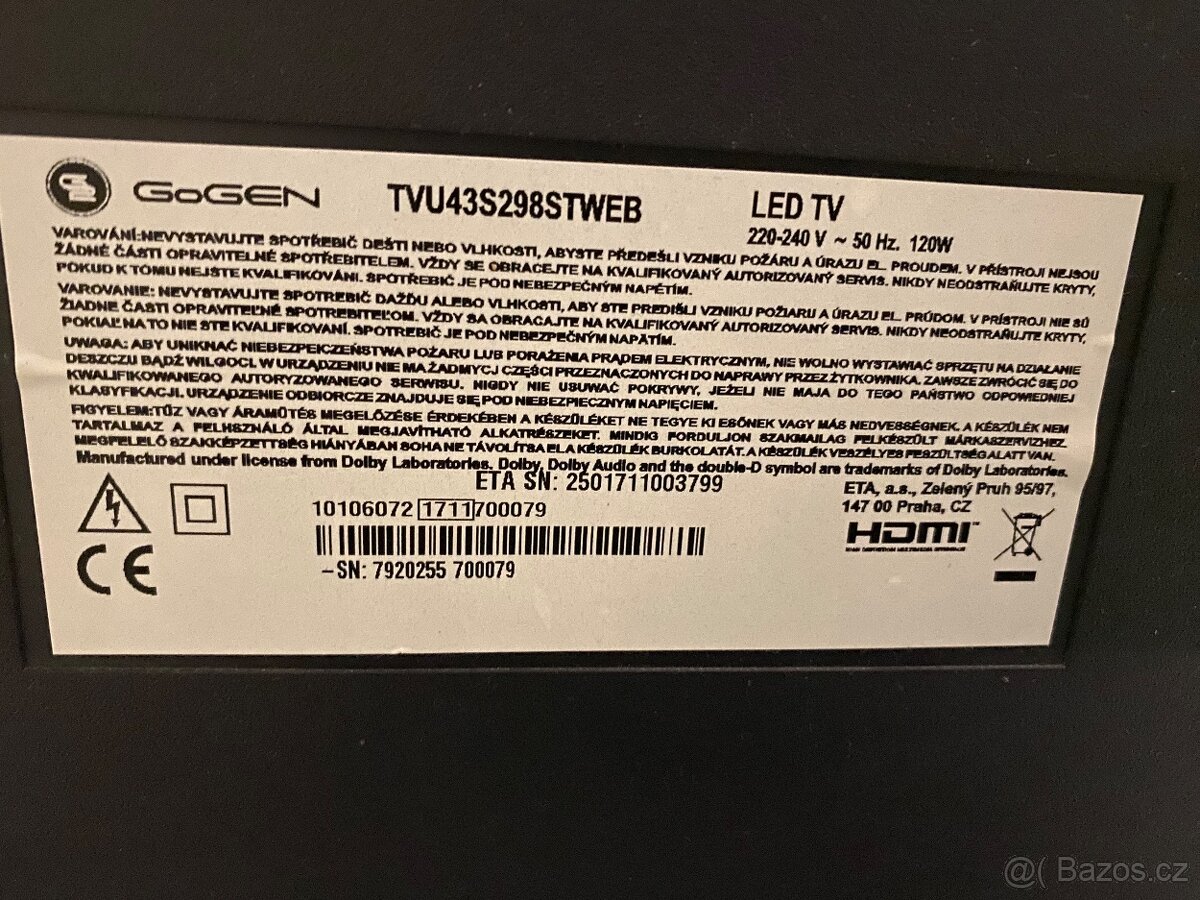 GoGEN TVU43S298STWEB LED TV
220-240 V ~ 50 Hz. 120W
VAROVÁNÍ:NEVYSTAVUJTE SPOTŘEBIČ DEŠTI NEBO VLHKOSTI, ABYSTE PŘEDEŠLI VZNIKU POŽÁRU A ÚRAZU EL. PROUDEM. V PŘÍSTROJI NEJSOU
ŽÁDNÉ ČÁSTI OPRAVITELNÉ SPOTŘEBITELEM. VŽDY SE OBRACEJTE NA KVALIFIKOVANÝ AUTORIZOVANÝ SERVIS. NIKDY NEODSTRAŇUJTE KRYTY,
POKUD K TOMU NEJSTE KVALIFIKOVÁNI. SPOTŘEBIČ JE POD NEBEZPEČNÝM NAPĚTÍM.
VAROVANIE: NEVYSTAVUJTE SPOTREBIČ DAŽĎU ALEBO VLHKOSTI, ABY STE PREDIŠLI VZNIKU POŽIARU A ÚRAZU EL. PRÚDOM. V PRÍSTROJI NIE SÚ
ŽIADNE ČASTI OPRAVITEĽNÉ SPOTREBITEĽOM. VŽDY SA OBRACAJTE NA KVALIFIKOVANÝ AUTORIZOVANÝ SERVIS. NIKDY NEODSTRAŇUJTE KRYTY,
POKIAĽ NA TO NIE STE KVALIFIKOVANÍ. SPOTREBIČ JE POD NEBEZPEČNÝM NAPÄTÍM.
UWAGA: ABY UNIKNAĆ NIEBEZPIECZEŃSTWA POŻARU LUB PORAŻENIA PRĄDEM ELEKTRYCZNYM, NIE WOLNO WYSTAWIAĆ SPRZĘTU NA DZIAŁANIE
DESZCZU BĄDŹ WILGOCI. W URZĄDZENIU NIE MA ŻADMYCJ CZĘŚCI PRZEZNACZONYCH DO NAPRAWY PRZEZ ŻYTKOWNIKA. ZAWSZE ZWRÓCIĆ SIĘ DO
KWALIFIKOWANEGO AUTORYZOWANEGO SERWISU. NIGDY NIE USUWAĆ POKRYWY, JEŻELI NIE MAJA DO TEGO PAŃSTWO ODPOWIEDNIEJ
KLASYFIKACJI. URZĄDZENIE ODBIORCZE ZNAJDUJE SIĘ POD NIEBEZPIECZNYM NAPIĘCIEM.
FIGYELEM:TŰZ VAGY ÁRAMÜTÉS MEGELŐZÉSE ÉRDEKÉBEN A KÉSZÜLÉKET NE TEGYE KI ESŐNEK VAGY MÁS NEDVESSÉGNEK. A KÉSZÜLÉK NEM
TARTALMAZ A FELHSZNÁLÓ ÁLTAL MEGJAVÍTHATÓ ALKATRÉSZEKET. MINDIG FORDULJON SZAKMAILAG FELKÉSZÜLT MÁRKASZERVIZHEZ.
MEGFELELŐ SZAKKÉPZETTSÉG HIÁNYÁBAN SOHA NE TÁVOLÍTSA EL A KÉSZÜLÉK BURKOLATÁT. A KÉSZÜLÉK VESZÉLYES FESZÜLTSÉG ALATT VAN.
Manufactured under license from Dolby Laboratories. Dolby, Dolby Audio and the double-D symbol are trademarks of Dolby Laboratories.
ETA SN: 2501711003799
ETA, a.s., Zelený Pruh 95/97,
147 00 Praha, CZ
10106072 1711 700079
HDMI™
HIGH DEFINITION MULTIMEDIA INTERFACE
CE
-SN: 7920255 700079
@( Bazos.cz